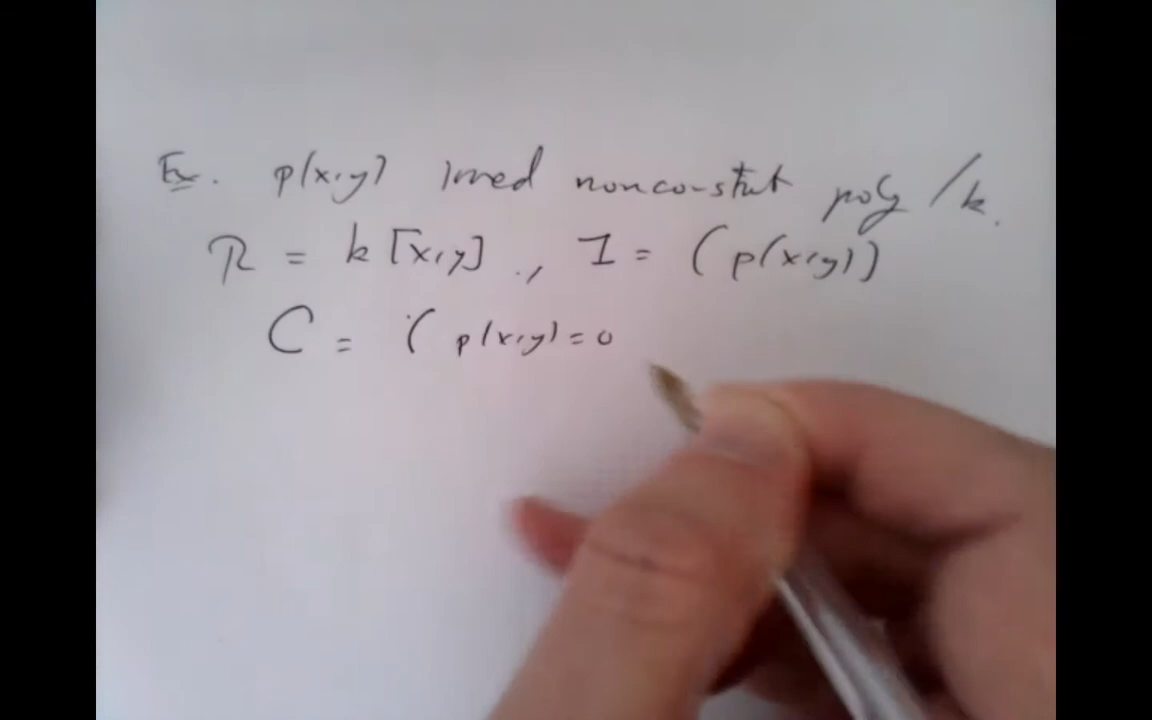 Ex. p(x,y) irred nonconstant poly /k.
R = k[x,y], I = (p(x,y))
C = ( p(x,y) = 0